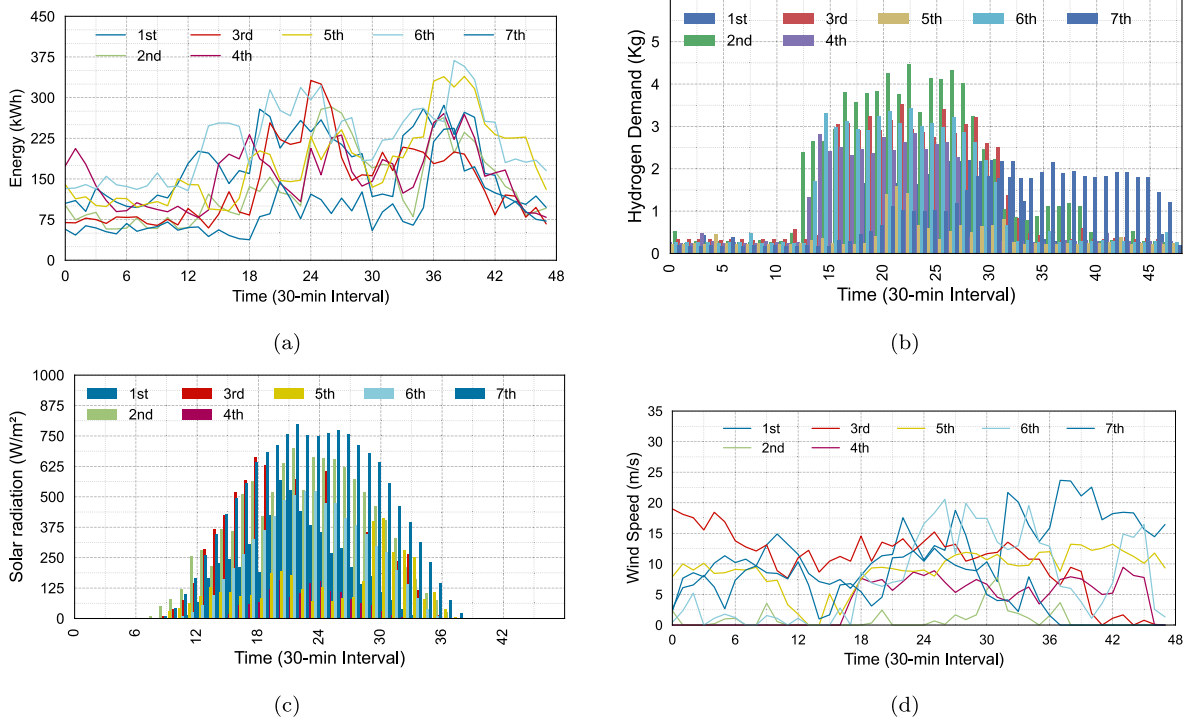 450
375
300
225
150
75
0
Energy (kWh)
1st 3rd 5th 6th 7th
2nd 4th
0 6 12 18 24 30 36 42 48
Time (30-min Interval)
(a)
5
4
3
2
1
0
Hydrogen Demand (Kg)
1st 3rd 5th 6th 7th
2nd 4th
0 5 10 15 20 25 30 35 40 45
Time (30-min Interval)
(b)
1000
875
750
625
500
375
250
125
0
Solar radiation (W/m²)
1st 3rd 5th 6th 7th
2nd 4th
0 6 12 18 24 30 36 42
Time (30-min Interval)
(c)
35
30
25
20
15
10
5
0
Wind Speed (m/s)
1st 3rd 5th 6th 7th
2nd 4th
0 6 12 18 24 30 36 42 48
Time (30-min Interval)
(d)